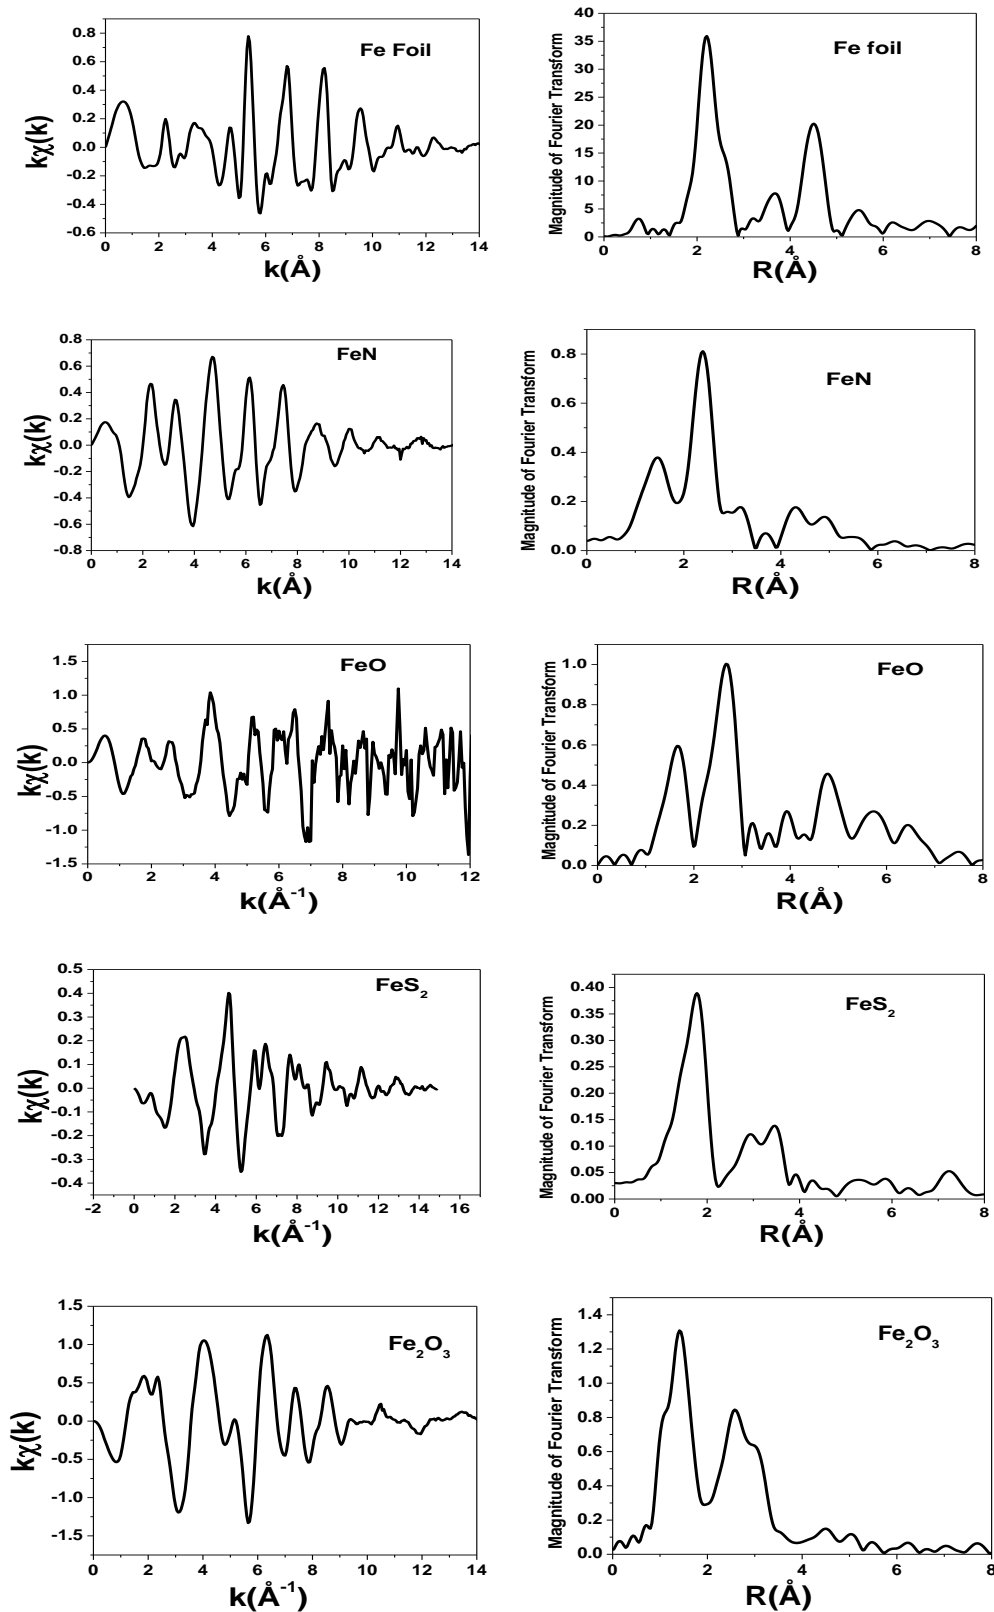 Fe Foil
kχ(k)
0.8
0.6
0.4
0.2
0.0
-0.2
-0.4
-0.6
0 2 4 6 8 10 12 14
k(Å)
Fe foil
Magnitude of Fourier Transform
40
35
30
25
20
15
10
5
0
0 2 4 6 8
R(Å)
FeN
kχ(k)
0.8
0.6
0.4
0.2
0.0
-0.2
-0.4
-0.6
-0.8
0 2 4 6 8 10 12 14
k(Å)
FeN
Magnitude of Fourier Transform
0.8
0.6
0.4
0.2
0.0
0 2 4 6 8
R(Å)
FeO
kχ(k)
1.5
1.0
0.5
0.0
-0.5
-1.0
-1.5
0 2 4 6 8 10 12
k(Å⁻¹)
FeO
Magnitude of Fourier Transform
1.0
0.8
0.6
0.4
0.2
0.0
0 2 4 6 8
R(Å)
FeS₂
kχ(k)
0.5
0.4
0.3
0.2
0.1
0.0
-0.1
-0.2
-0.3
-0.4
-2 0 2 4 6 8 10 12 14 16
k(Å⁻¹)
FeS₂
Magnitude of Fourier Transform
0.40
0.35
0.30
0.25
0.20
0.15
0.10
0.05
0.00
0 2 4 6 8
R(Å)
Fe₂O₃
kχ(k)
1.5
1.0
0.5
0.0
-0.5
-1.0
-1.5
0 2 4 6 8 10 12 14
k(Å⁻¹)
Fe₂O₃
Magnitude of Fourier Transform
1.4
1.2
1.0
0.8
0.6
0.4
0.2
0.0
0 2 4 6 8
R(Å)